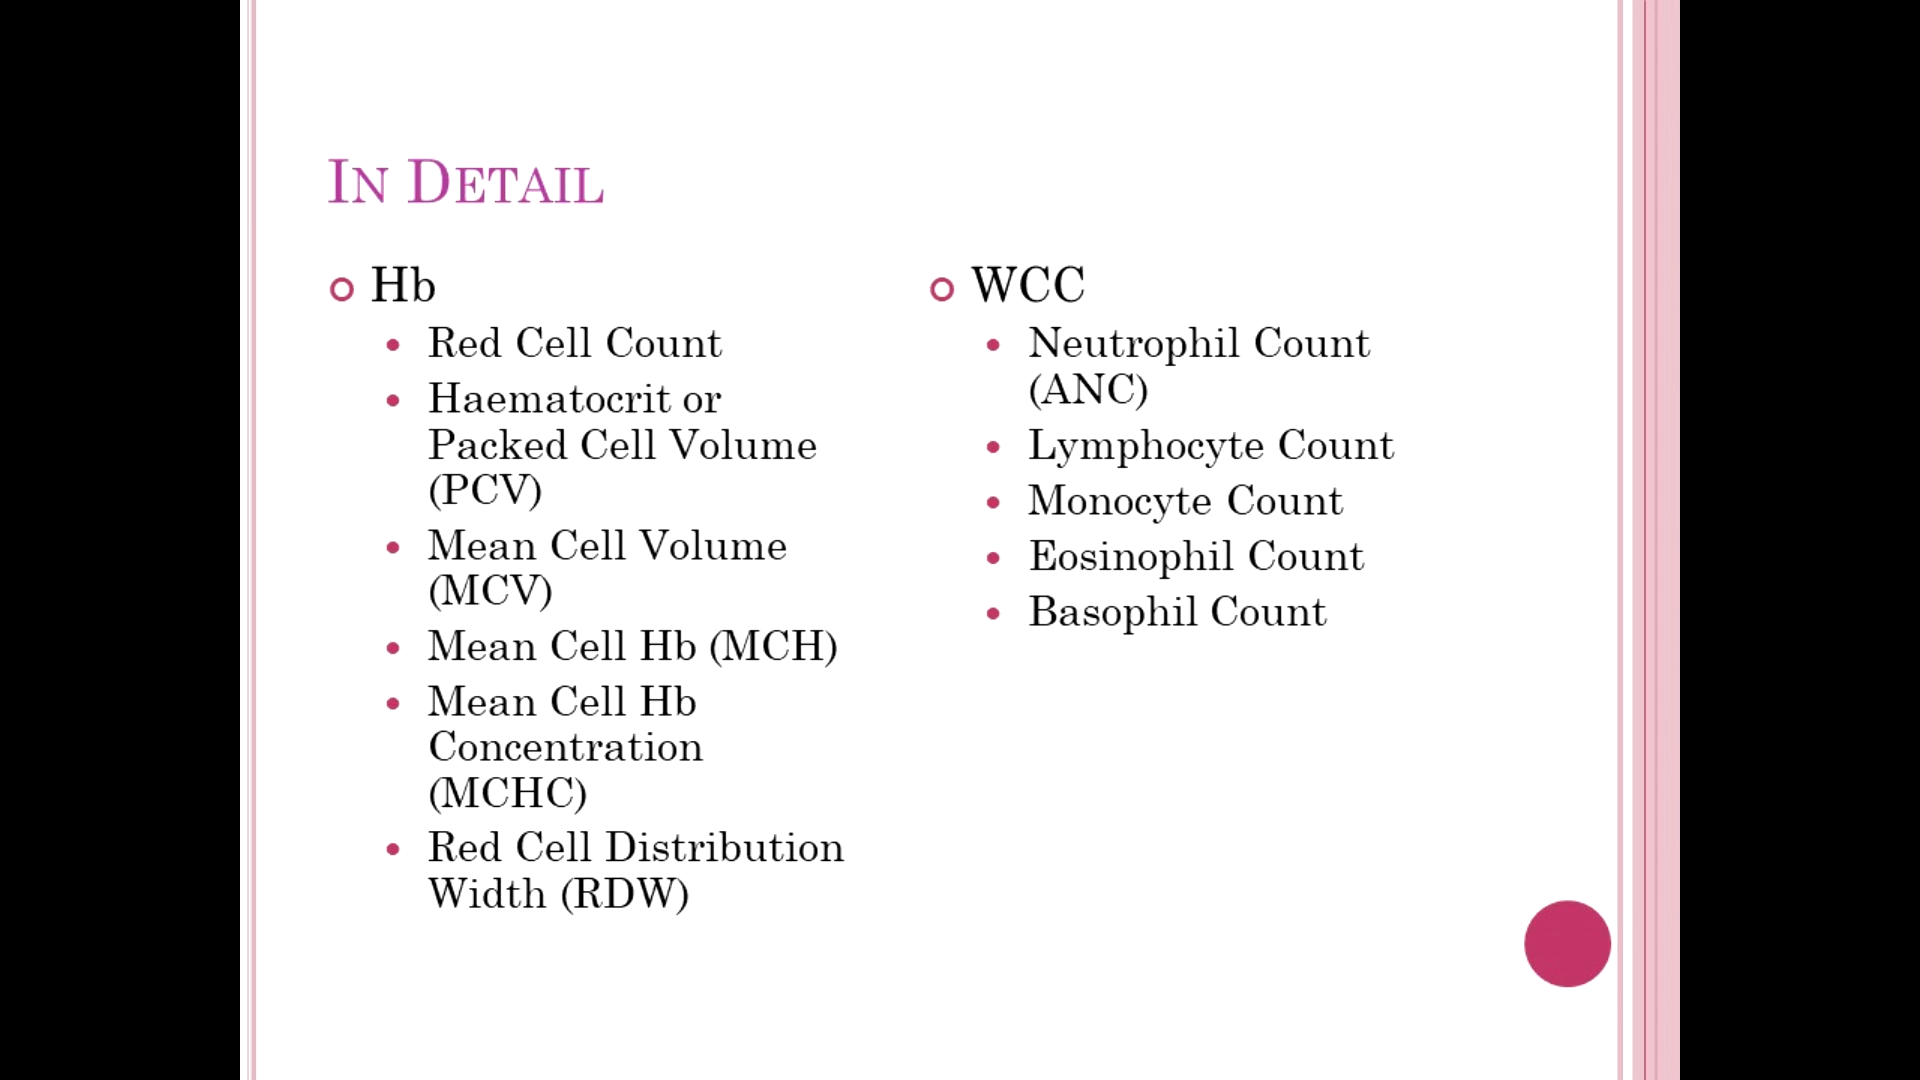 In Detail
Hb
Red Cell Count
Haematocrit or
Packed Cell Volume
(PCV)
Mean Cell Volume
(MCV)
Mean Cell Hb (MCH)
Mean Cell Hb
Concentration
(MCHC)
Red Cell Distribution
Width (RDW)
WCC
Neutrophil Count
(ANC)
Lymphocyte Count
Monocyte Count
Eosinophil Count
Basophil Count